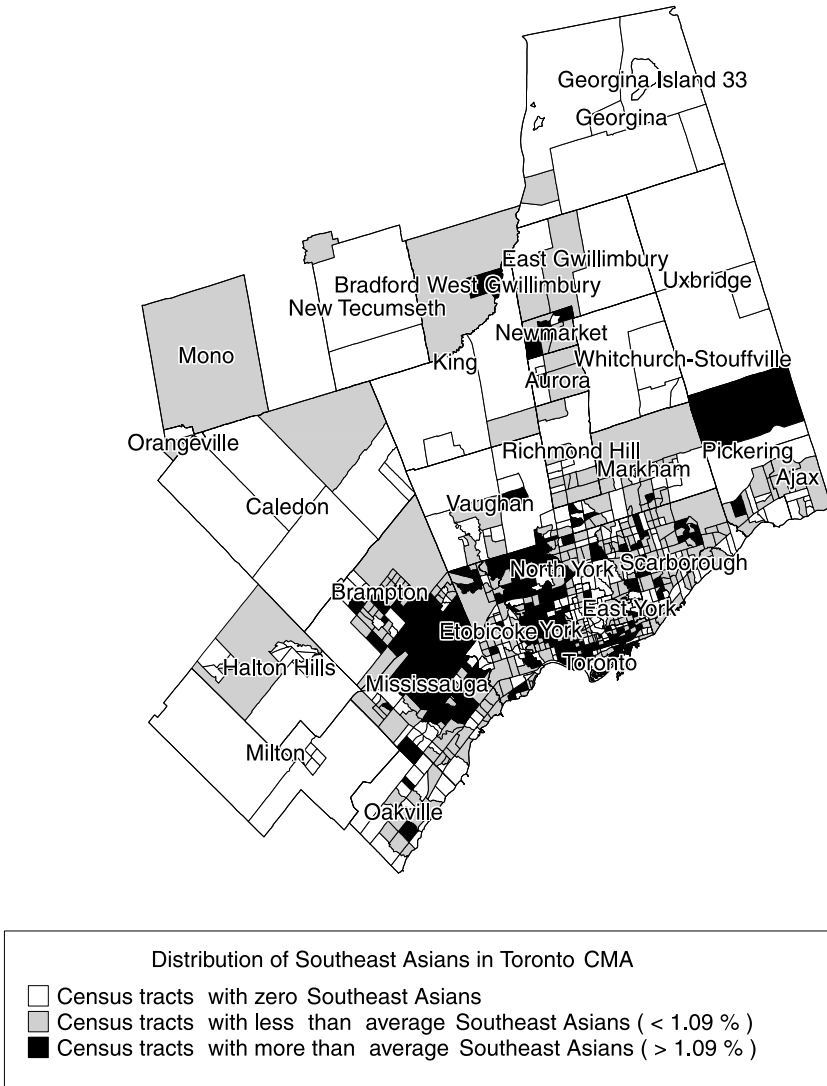 Georgina Island 33
Georgina
East Gwillimbury
Bradford West Gwillimbury
Uxbridge
New Tecumseth
Newmarket
Mono
King
Whitchurch-Stouffville
Aurora
Orangeville
Richmond Hill
Pickering
Markham
Ajax
Vaughan
Caledon
North York
Scarborough
Brampton
East York
Etobicoke
York
Toronto
Halton Hills
Mississauga
Milton
Oakville
Distribution of Southeast Asians in Toronto CMA
Census tracts with zero Southeast Asians
Census tracts with less than average Southeast Asians ( < 1.09 % )
Census tracts with more than average Southeast Asians ( > 1.09 % )